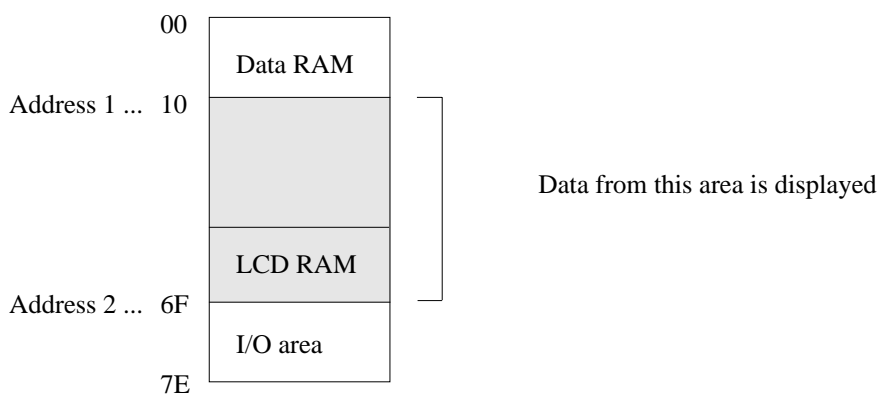 00
Data RAM
Address 1 ... 10
Data from this area is displayed
LCD RAM
Address 2 ... 6F
I/O area
7E